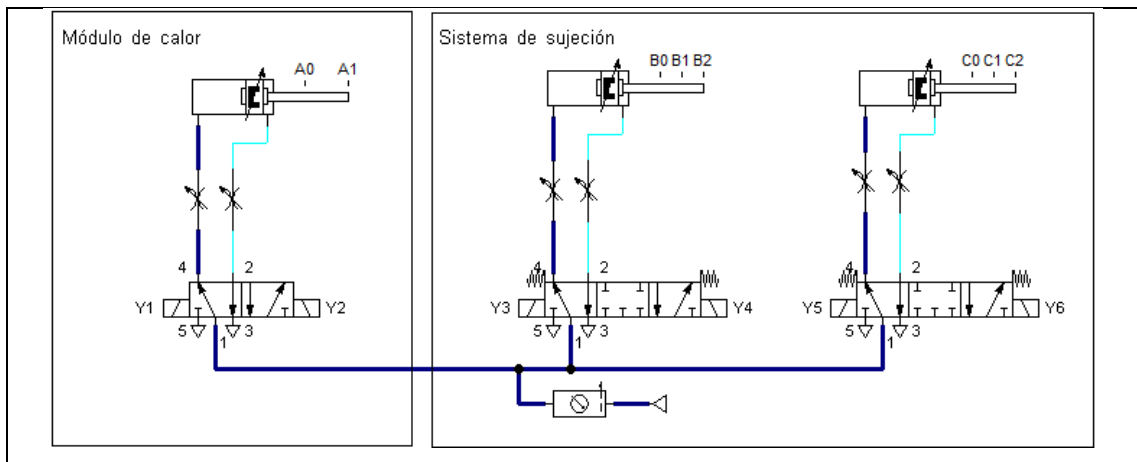 Módulo de calor
Sistema de sujeción
A0 A1
B0 B1 B2
C0 C1 C2
4 2
4 2
4 2
Y1 Y2
Y3 Y4
Y5 Y6
5 1 3
5 1 3
5 1 3